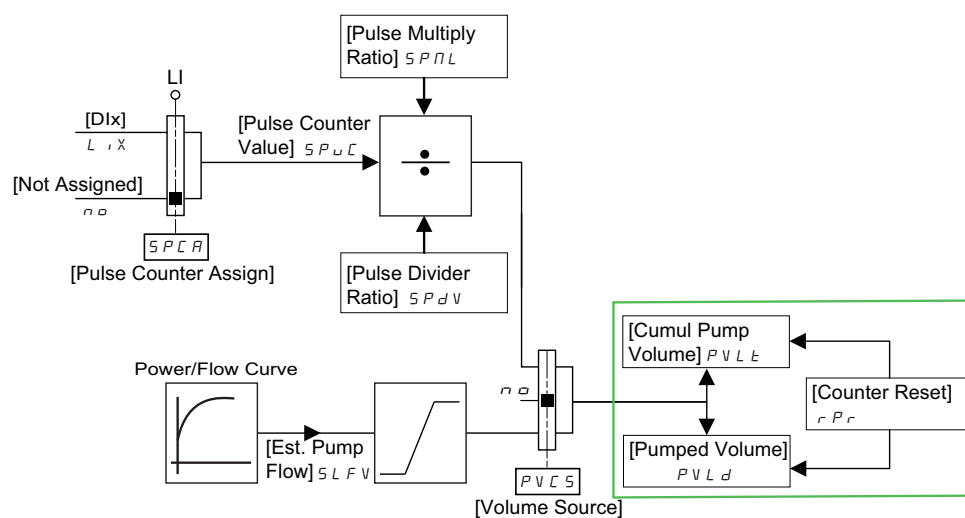 [Pulse Multiply
Ratio] SPML
LI
[DIx]
LiX
[Pulse Counter
Value] SPuC
[Not Assigned]
no
SPCA
[Pulse Counter Assign]
[Pulse Divider
Ratio] SPdV
[Cumul Pump
Volume] PVLt
Power/Flow Curve
no
[Counter Reset]
rPr
[Est. Pump
Flow] SLFV
[Pumped Volume]
PVLd
PVCS
[Volume Source]